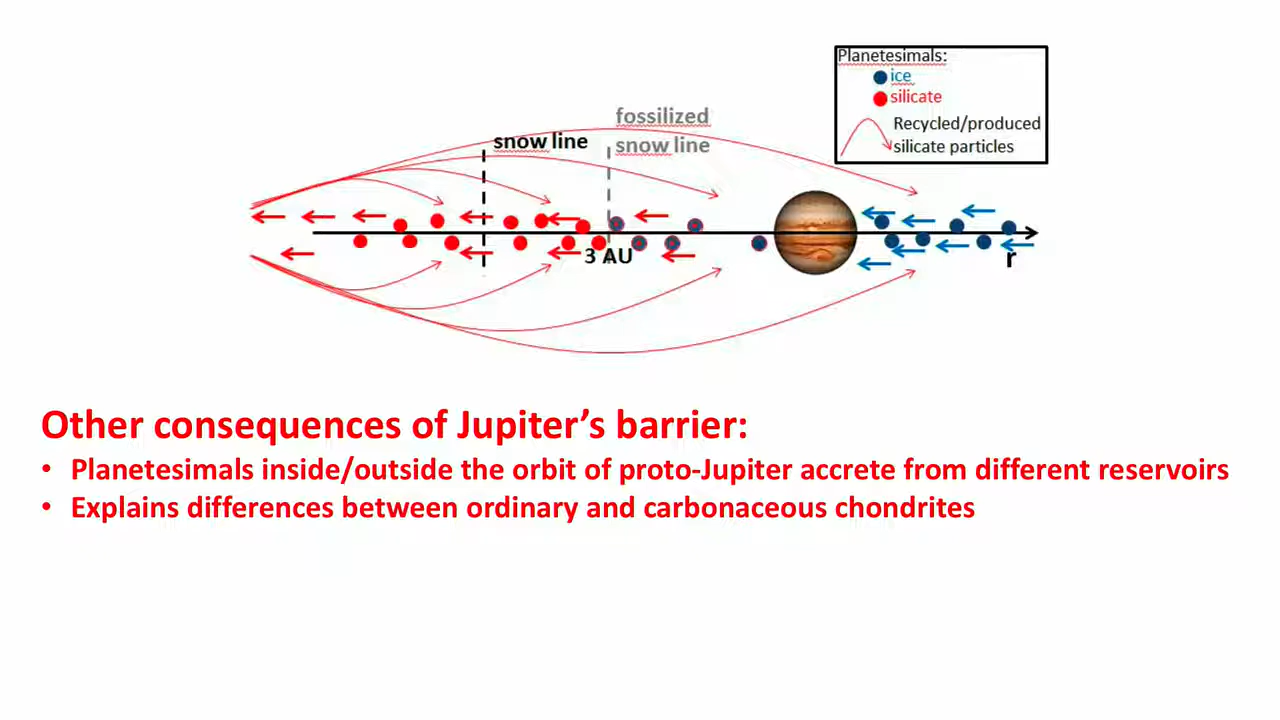 Planetesimals:
ice
silicate
Recycled/produced
silicate particles
fossilized
snow line
snow line
3 AU
r
Other consequences of Jupiter’s barrier:
• Planetesimals inside/outside the orbit of proto-Jupiter accrete from different reservoirs
• Explains differences between ordinary and carbonaceous chondrites